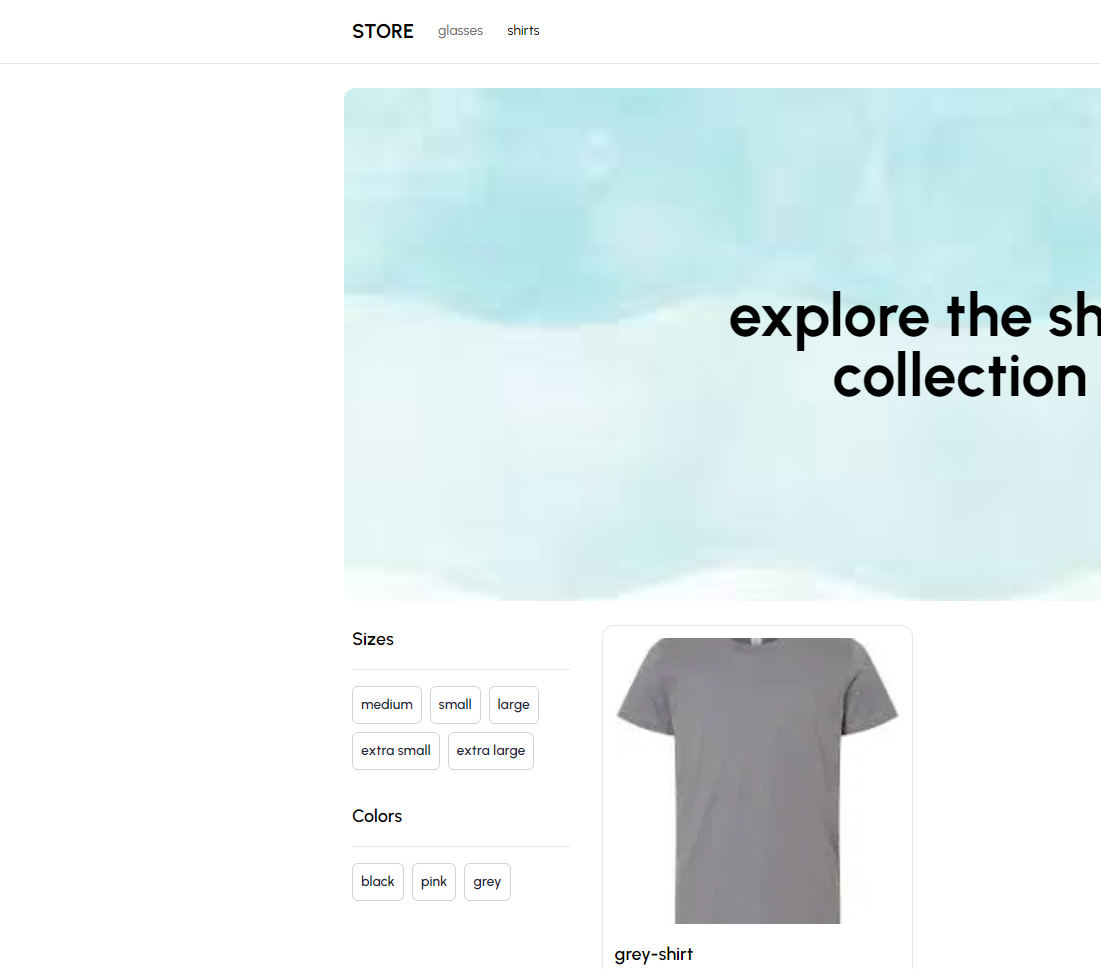 STORE glasses shirts
explore the sh
collection
Sizes
medium small large
extra small extra large
Colors
black pink grey
grey-shirt